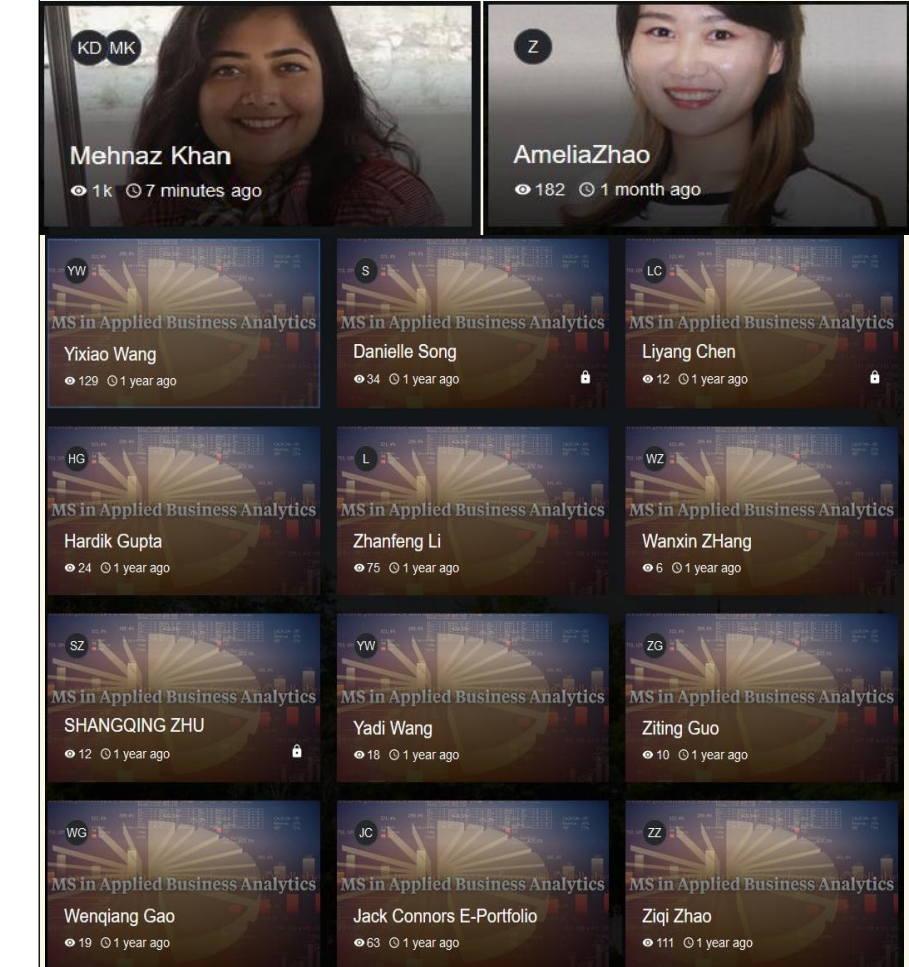 KD MK
Mehnaz Khan
1k 7 minutes ago
Z
AmeliaZhao
182 1 month ago
YW
MS in Applied Business Analytics
Yixiao Wang
129 1 year ago
S
MS in Applied Business Analytics
Danielle Song
34 1 year ago
LC
MS in Applied Business Analytics
Liyang Chen
12 1 year ago
HG
MS in Applied Business Analytics
Hardik Gupta
24 1 year ago
L
MS in Applied Business Analytics
Zhanfeng Li
75 1 year ago
WZ
MS in Applied Business Analytics
Wanxin ZHang
6 1 year ago
SZ
MS in Applied Business Analytics
SHANGQING ZHU
12 1 year ago
YW
MS in Applied Business Analytics
Yadi Wang
18 1 year ago
ZG
MS in Applied Business Analytics
Ziting Guo
10 1 year ago
WG
MS in Applied Business Analytics
Wenqiang Gao
19 1 year ago
JC
MS in Applied Business Analytics
Jack Connors E-Portfolio
63 1 year ago
ZZ
MS in Applied Business Analytics
Ziqi Zhao
111 1 year ago